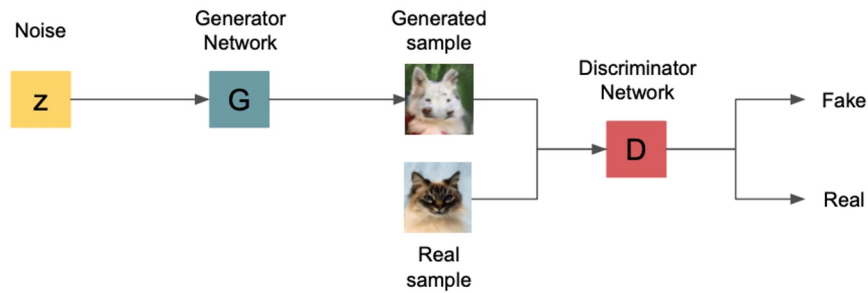 Noise
z
Generator
Network
G
Generated
sample
Real
sample
Discriminator
Network
D
Fake
Real